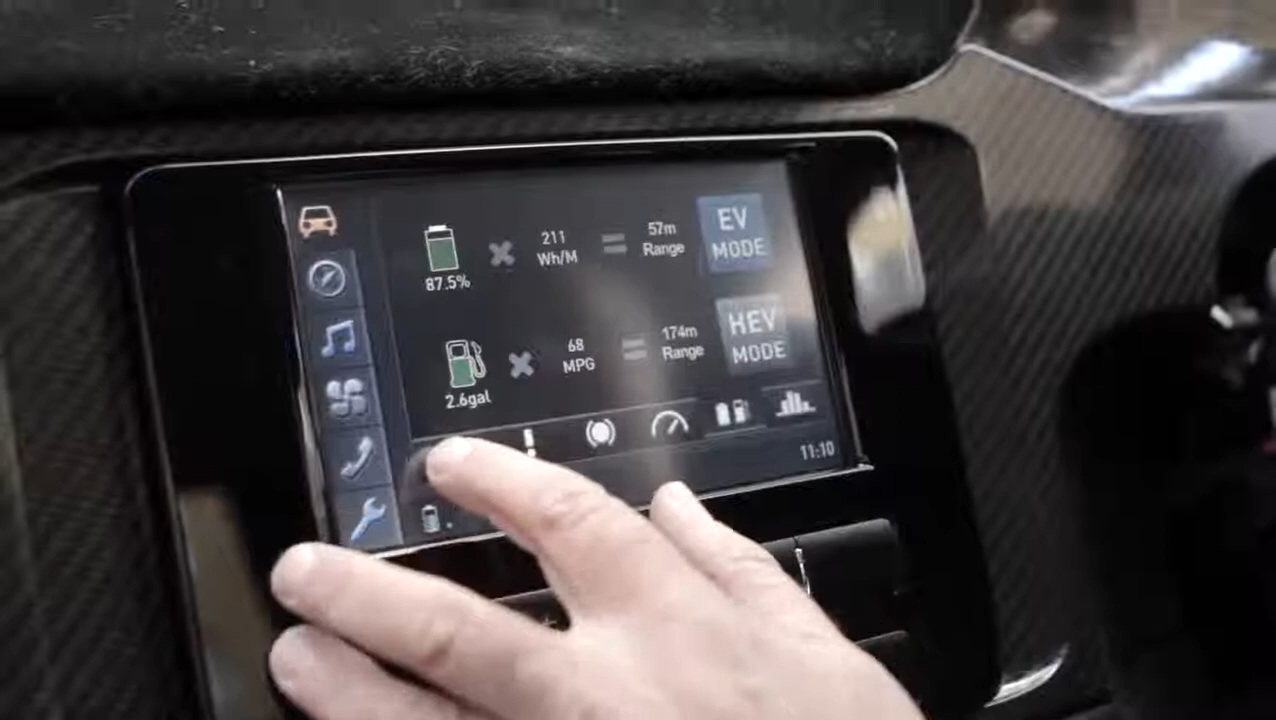 87.5%
211
Wh/M
57m
Range
EV
MODE
2.6gal
68
MPG
174m
Range
HEV
MODE
11:10